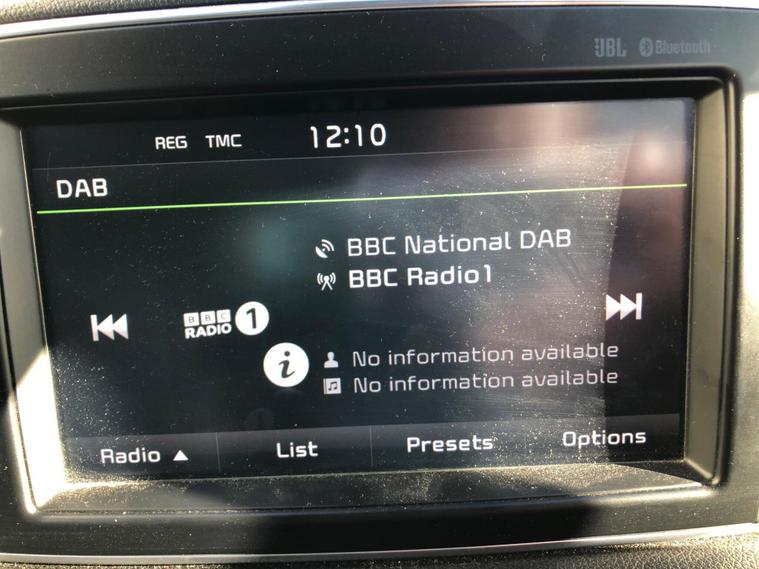 JBL Bluetooth
REG TMC 12:10
DAB
BBC National DAB
BBC Radio1
BBC
RADIO 1
i
No information available
No information available
Radio ▲ List Presets Options